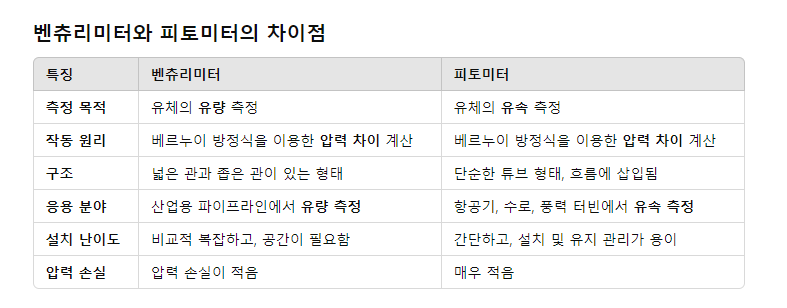 벤츄리미터와 피토미터의 차이점
특징 벤츄리미터 피토미터
측정 목적 유체의 유량 측정 유체의 유속 측정
작동 원리 베르누이 방정식을 이용한 압력 차이 계산 베르누이 방정식을 이용한 압력 차이 계산
구조 넓은 관과 좁은 관이 있는 형태 단순한 튜브 형태, 흐름에 삽입됨
응용 분야 산업용 파이프라인에서 유량 측정 항공기, 수로, 풍력 터빈에서 유속 측정
설치 난이도 비교적 복잡하고, 공간이 필요함 간단하고, 설치 및 유지 관리가 용이
압력 손실 압력 손실이 적음 매우 적음